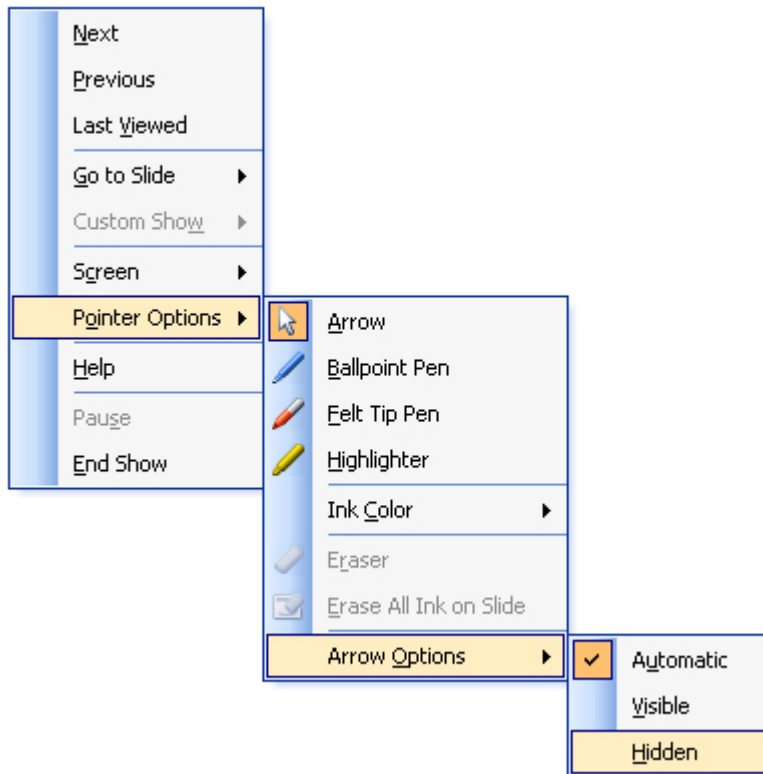 Next
Previous
Last Viewed
Go to Slide
Custom Show
Screen
Pointer Options
Help
Pause
End Show
Arrow
Ballpoint Pen
Felt Tip Pen
Highlighter
Ink Color
Eraser
Erase All Ink on Slide
Arrow Options
Automatic
Visible
Hidden